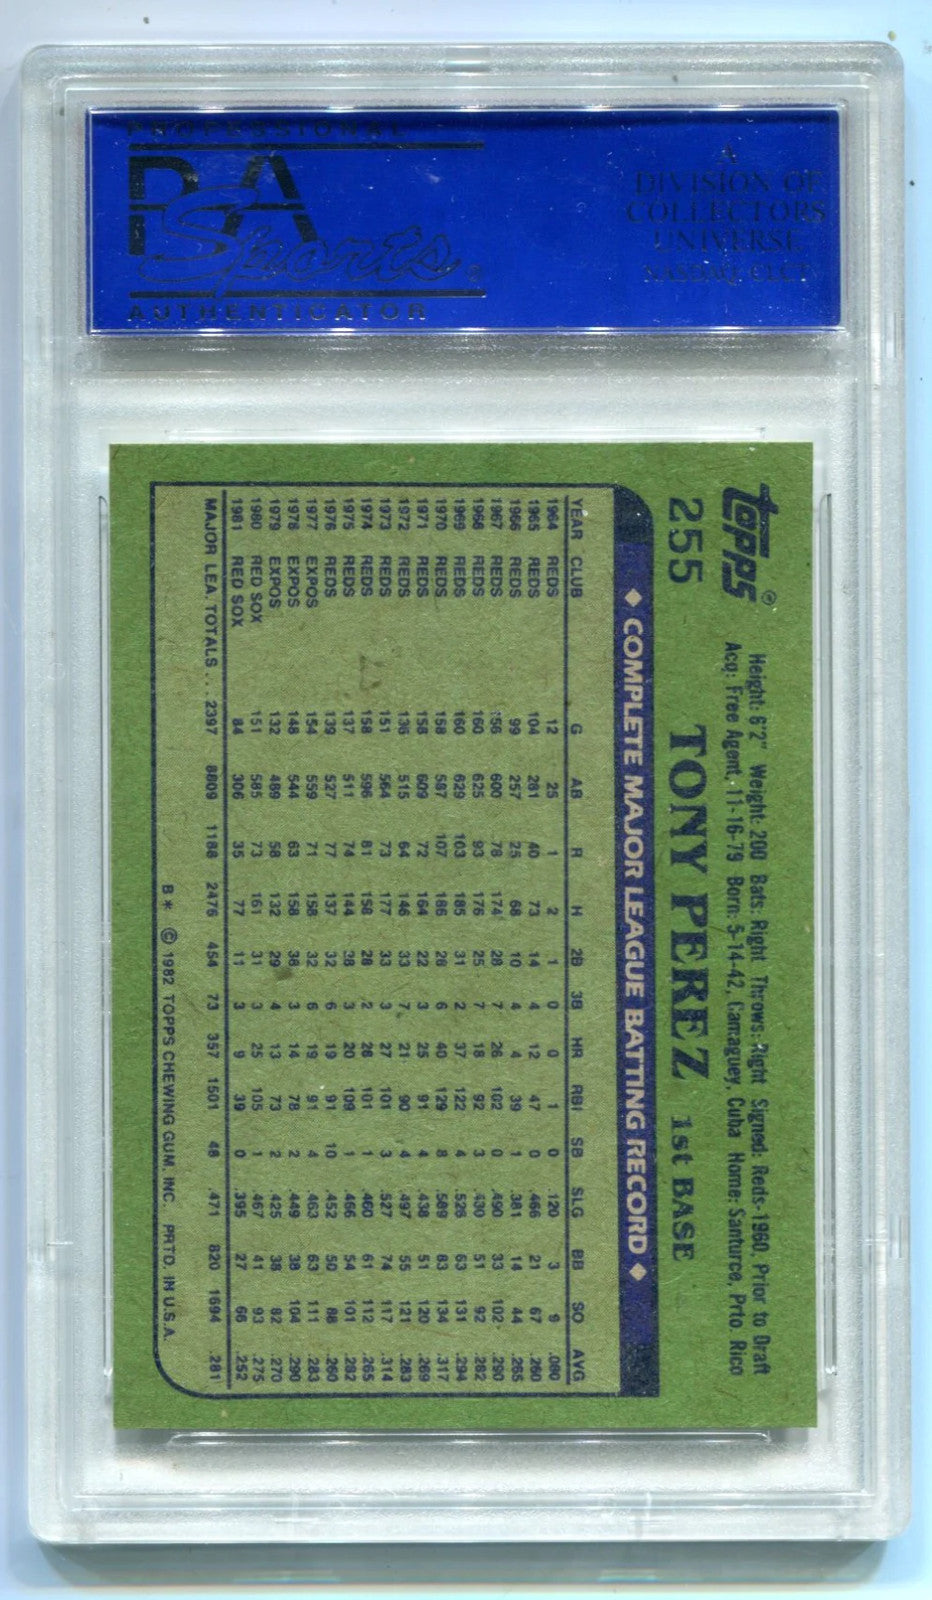 PROFESSIONAL
PSA
Sports®
AUTHENTICATOR
A
DIVISION OF
COLLECTORS
UNIVERSE
NASDAQ: CLCT
topps®
255 TONY PEREZ 1st BASE
Height: 6'2" Weight: 200 Bats: Right Throws: Right Signed: Reds-1960, Prior to Draft
Acq: Free Agent, 11-16-79 Born: 5-14-42, Camaguey, Cuba Home: Santurce, Prto. Rico
♦ COMPLETE MAJOR LEAGUE BATTING RECORD ♦
YEAR CLUB G AB R H 2B 3B HR RBI SB SLG BB SO AVG
1964 REDS 12 25 1 2 1 0 0 1 0 .120 3 9 .080
1965 REDS 104 281 40 73 14 4 12 47 0 .466 21 67 .260
1966 REDS 99 257 25 68 10 4 4 39 1 .381 14 44 .265
1967 REDS 156 600 78 174 28 7 26 102 0 .490 33 102 .290
1968 REDS 160 625 93 176 25 7 18 92 3 .430 51 92 .282
1969 REDS 160 629 103 185 31 2 37 122 4 .526 63 131 .294
1970 REDS 158 587 107 186 28 6 40 129 8 .589 83 134 .317
1971 REDS 158 609 72 164 22 3 25 91 4 .438 51 120 .269
1972 REDS 136 515 64 146 33 7 21 90 4 .497 55 121 .283
1973 REDS 151 564 73 177 33 3 27 101 3 .527 74 117 .314
1974 REDS 158 596 81 158 28 2 28 101 1 .460 61 112 .265
1975 REDS 137 511 74 144 38 3 20 109 1 .466 54 101 .282
1976 REDS 139 527 77 137 32 6 19 91 10 .452 50 88 .260
1977 EXPOS 154 559 71 158 32 6 19 91 4 .463 63 111 .283
1978 EXPOS 148 544 63 158 38 3 14 78 2 .449 38 104 .290
1979 EXPOS 132 489 58 132 29 4 13 73 2 .425 38 82 .270
1980 RED SOX 151 585 73 161 31 3 25 105 1 .467 41 93 .275
1981 RED SOX 84 306 35 77 11 3 9 39 0 .395 27 66 .252
MAJOR LEA. TOTALS... 2397 8809 1188 2476 454 73 357 1501 48 .471 820 1694 .281
B* © 1982 TOPPS CHEWING GUM, INC. PRTD. IN U.S.A.